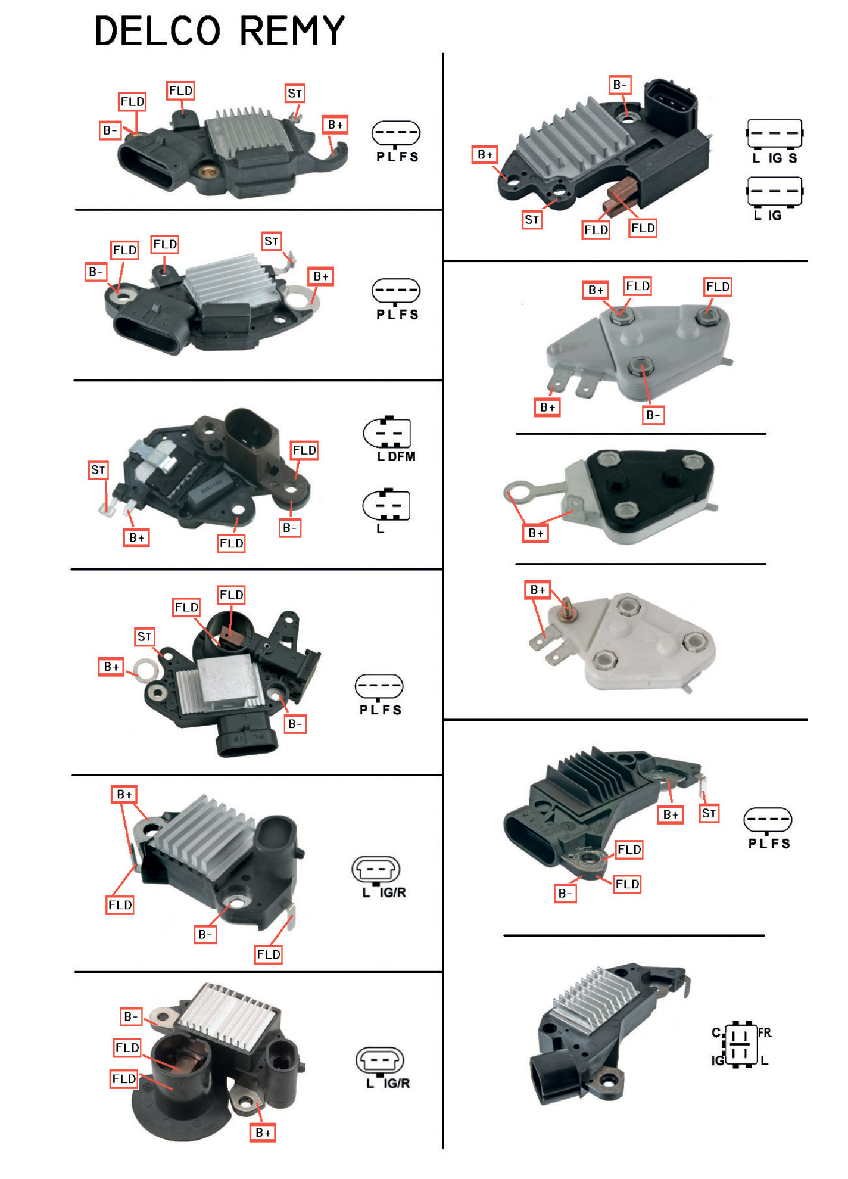 DELCO REMY
FLD
FLD
ST
B-
B+
P L F S
ST
FLD
FLD
B-
B+
P L F S
L DFM
FLD
ST
B-
B+
FLD
L
FLD
FLD
ST
B+
B-
P L F S
B+
L IG/R
FLD
B-
FLD
B-
FLD
FLD
L IG/R
B+
B-
B+
L IG S
ST
FLD
FLD
L IG
B+
FLD
FLD
B+
B-
B+
B+
B+
ST
FLD
P L F S
B-
FLD
C FR
IG L